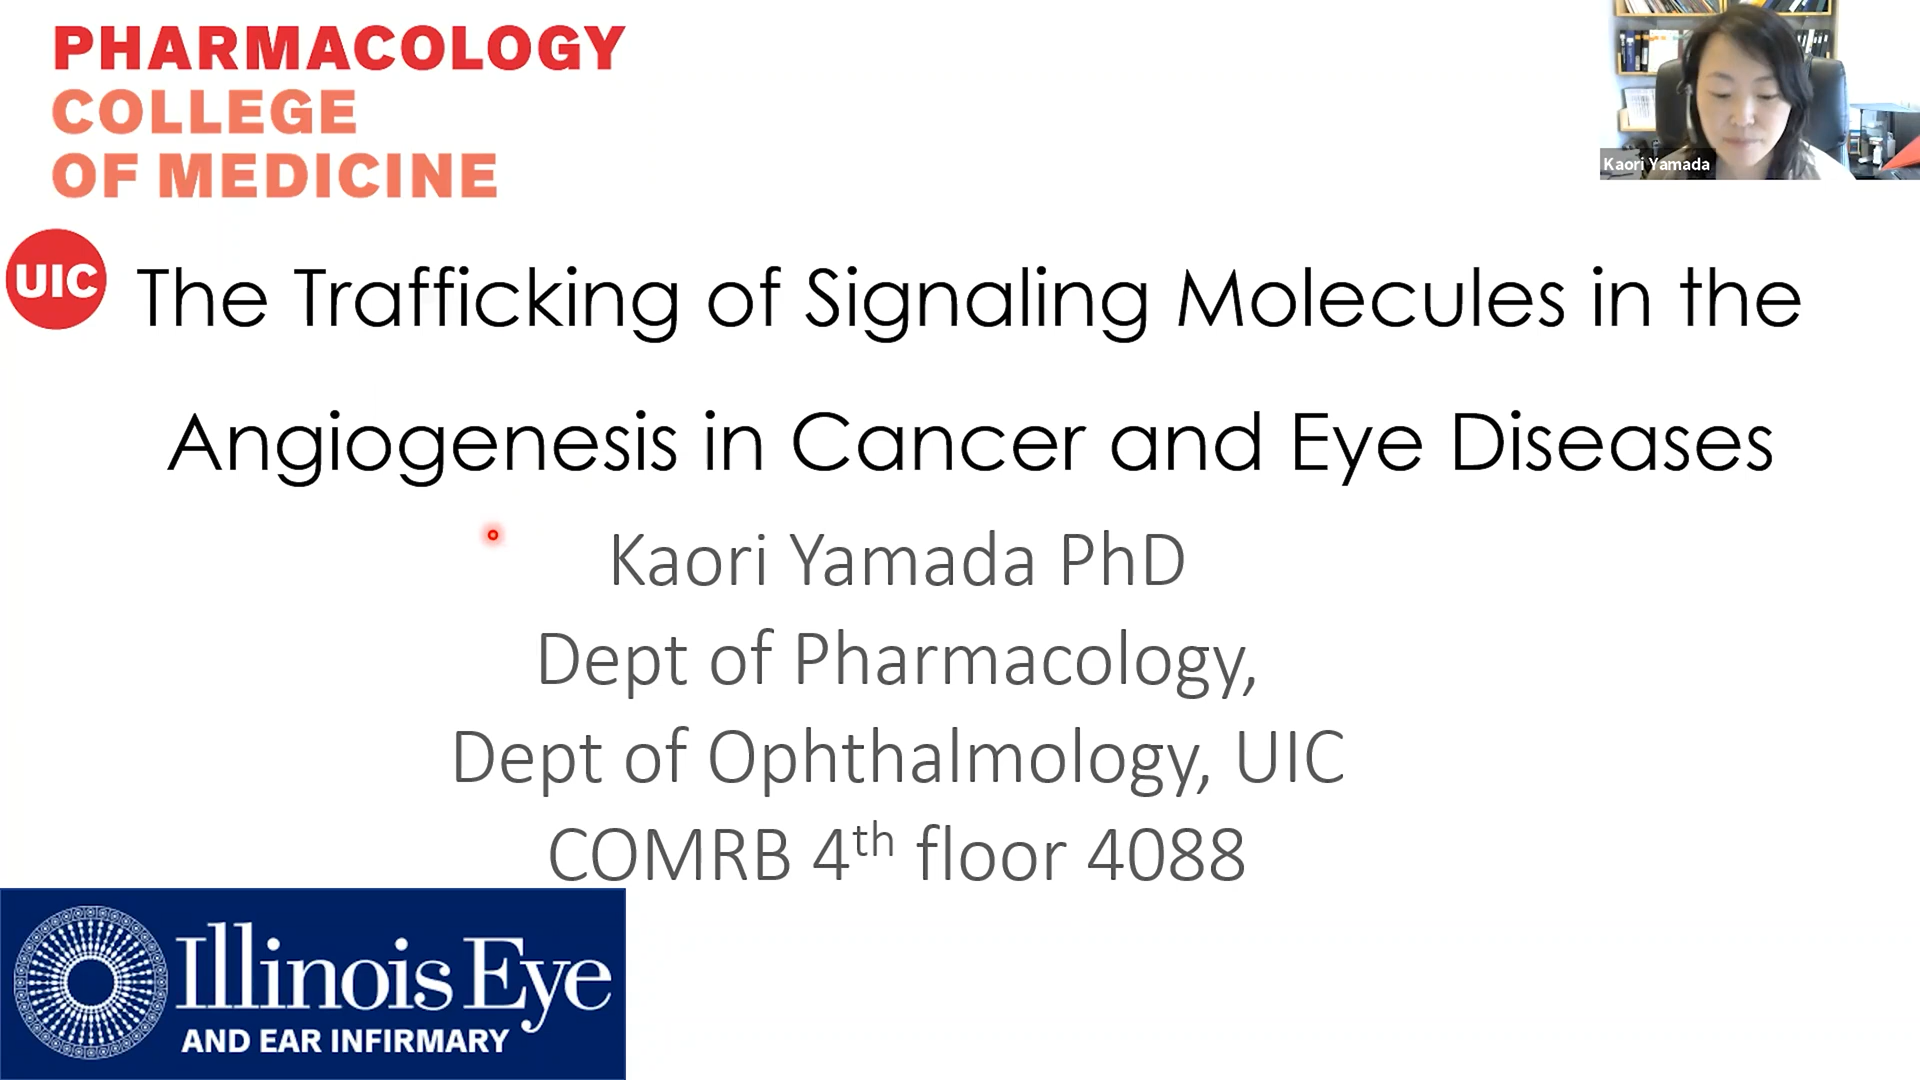 PHARMACOLOGY
COLLEGE
OF MEDICINE
Kaori Yamada
UIC
The Trafficking of Signaling Molecules in the
Angiogenesis in Cancer and Eye Diseases
Kaori Yamada PhD
Dept of Pharmacology,
Dept of Ophthalmology, UIC
COMRB 4th floor 4088
Illinois Eye
AND EAR INFIRMARY